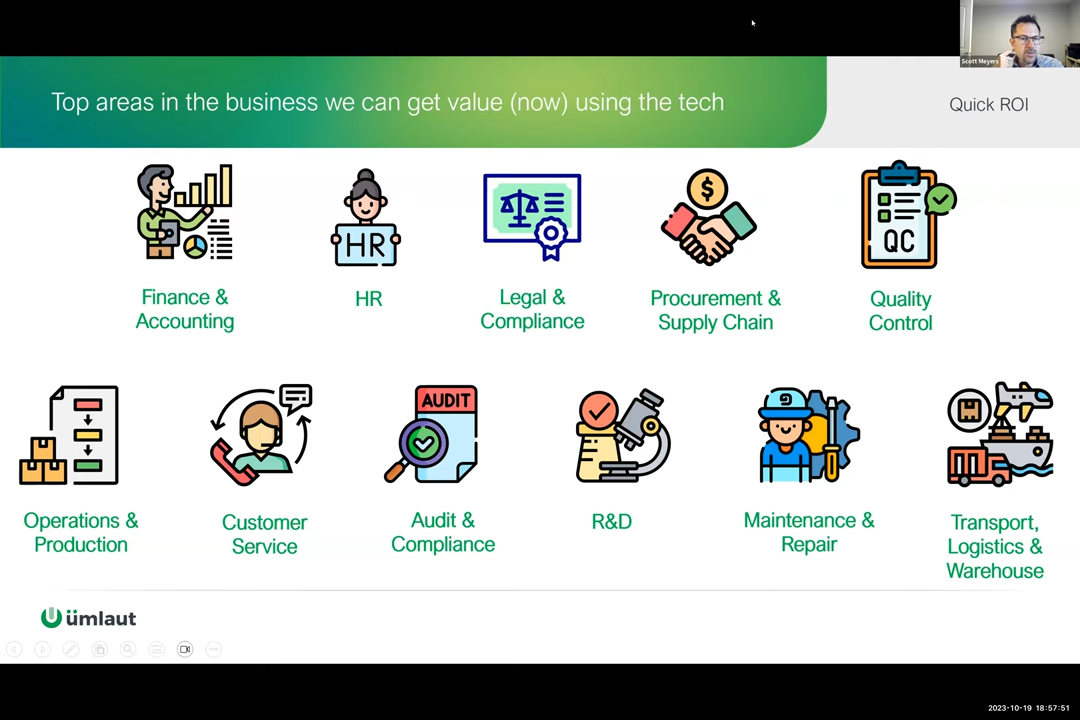 Scott Meyers
Top areas in the business we can get value (now) using the tech
Quick ROI
$
HR
QC
Finance &
Accounting
HR
Legal &
Compliance
Procurement &
Supply Chain
Quality
Control
AUDIT
Operations &
Production
Customer
Service
Audit &
Compliance
R&D
Maintenance &
Repair
Transport,
Logistics &
Warehouse
ümlaut
2023-10-19 18:57:51